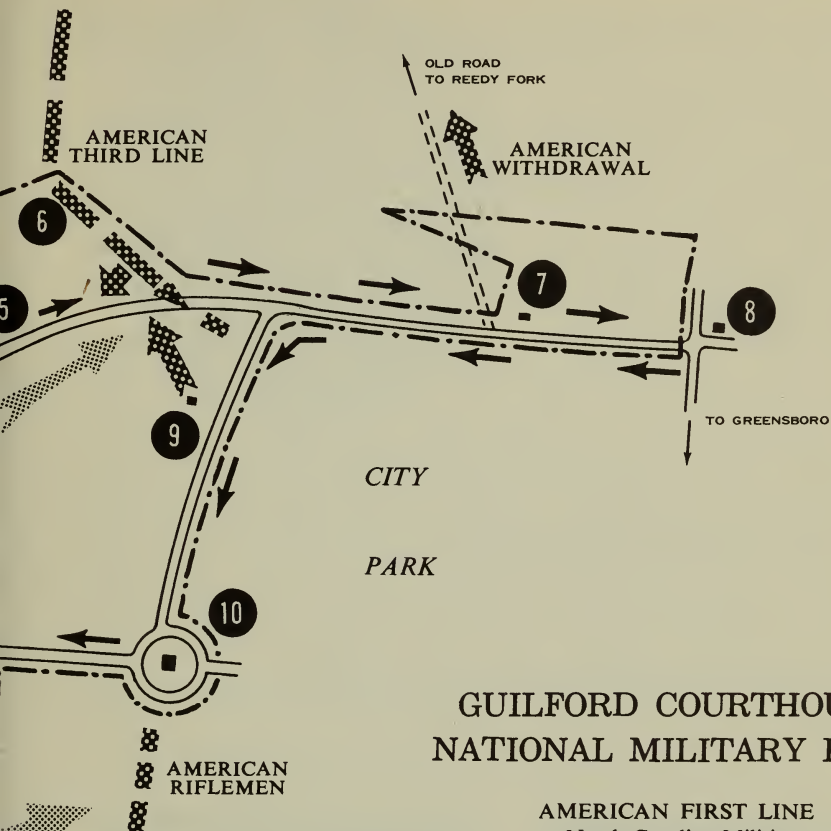 OLD ROAD
TO REEDY FORK
AMERICAN
THIRD LINE
AMERICAN
WITHDRAWAL
6
7
5
8
TO GREENSBORO
9
CITY
PARK
10
GUILFORD COURTHOU
NATIONAL MILITARY
AMERICAN
RIFLEMEN
AMERICAN FIRST LINE